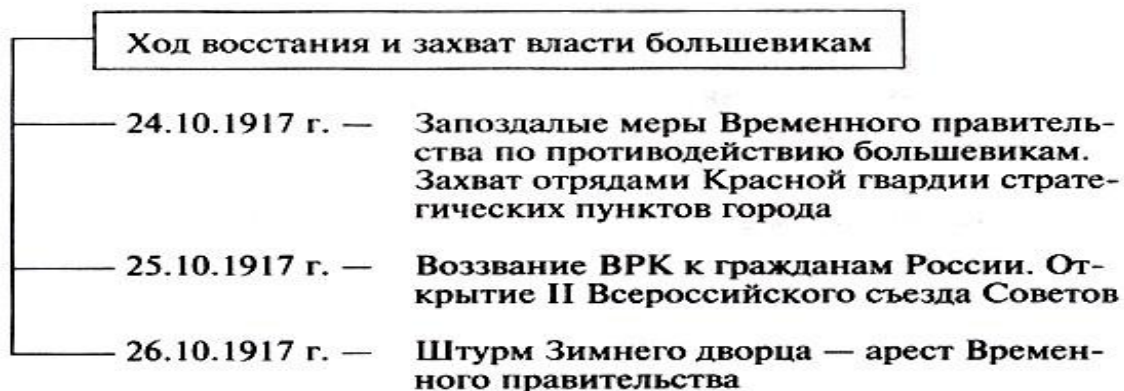 Ход восстания и захват власти большевикам
24.10.1917 г. — Запоздалые меры Временного правитель-
ства по противодействию большевикам.
Захват отрядами Красной гвардии страте-
гических пунктов города
25.10.1917 г. — Воззвание ВРК к гражданам России. От-
крытие II Всероссийского съезда Советов
26.10.1917 г. — Штурм Зимнего дворца — арест Времен-
ного правительства